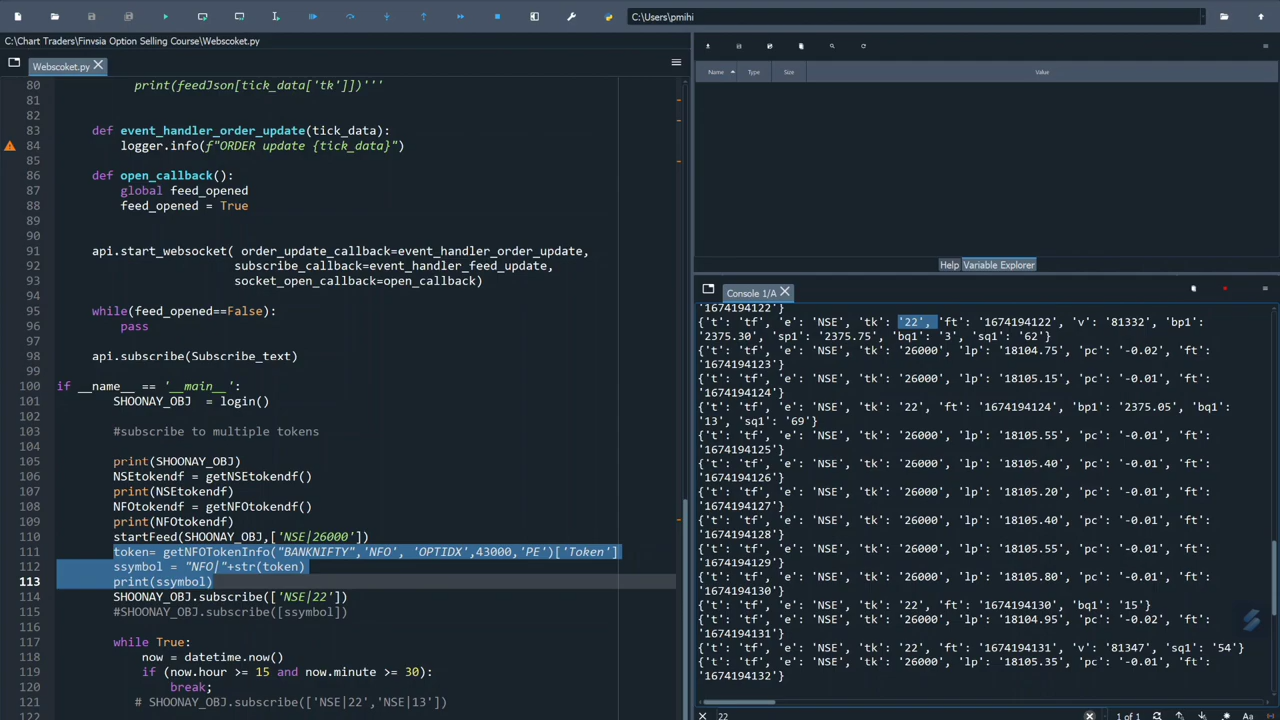 C:\Users\pmihi
C:\Chart Traders\Finvsia Option Selling Course\Webscoket.py
Webscoket.py
80 print(feedJson[tick_data['tk']])'''
81
82
83 def event_handler_order_update(tick_data):
84 logger.info(f"ORDER update {tick_data}")
85
86 def open_callback():
87 global feed_opened
88 feed_opened = True
89
90
91 api.start_websocket( order_update_callback=event_handler_order_update,
92 subscribe_callback=event_handler_feed_update,
93 socket_open_callback=open_callback)
94
95 while(feed_opened==False):
96 pass
97
98 api.subscribe(Subscribe_text)
99
100 if __name__ == '__main__':
101 SHOONAY_OBJ  = login()
102
103 #subscribe to multiple tokens
104
105 print(SHOONAY_OBJ)
106 NSEtokendf = getNSEtokendf()
107 print(NSEtokendf)
108 NFOtokendf = getNFOtokendf()
109 print(NFOtokendf)
110 startFeed(SHOONAY_OBJ,['NSE|26000'])
111 token= getNFOTokenInfo("BANKNIFTY",'NFO', 'OPTIDX',43000,'PE')['Token']
112 ssymbol = "NFO|"+str(token)
113 print(ssymbol)
114 SHOONAY_OBJ.subscribe(['NSE|22'])
115 #SHOONAY_OBJ.subscribe([ssymbol])
116
117 while True:
118 now = datetime.now()
119 if (now.hour >= 15 and now.minute >= 30):
120 break;
121 # SHOONAY_OBJ.subscribe(['NSE|22','NSE|13'])
Name Type Size Value
Help Variable Explorer
Console 1/A
'1674194122'}
{'t': 'tf', 'e': 'NSE', 'tk': '22', 'ft': '1674194122', 'v': '81332', 'bp1':
'2375.30', 'sp1': '2375.75', 'bq1': '3', 'sq1': '62'}
{'t': 'tf', 'e': 'NSE', 'tk': '26000', 'lp': '18104.75', 'pc': '-0.02', 'ft':
'1674194123'}
{'t': 'tf', 'e': 'NSE', 'tk': '26000', 'lp': '18105.15', 'pc': '-0.01', 'ft':
'1674194124'}
{'t': 'tf', 'e': 'NSE', 'tk': '22', 'ft': '1674194124', 'bp1': '2375.05', 'bq1':
'13', 'sq1': '69'}
{'t': 'tf', 'e': 'NSE', 'tk': '26000', 'lp': '18105.55', 'pc': '-0.01', 'ft':
'1674194125'}
{'t': 'tf', 'e': 'NSE', 'tk': '26000', 'lp': '18105.40', 'pc': '-0.01', 'ft':
'1674194126'}
{'t': 'tf', 'e': 'NSE', 'tk': '26000', 'lp': '18105.20', 'pc': '-0.01', 'ft':
'1674194127'}
{'t': 'tf', 'e': 'NSE', 'tk': '26000', 'lp': '18105.40', 'pc': '-0.01', 'ft':
'1674194128'}
{'t': 'tf', 'e': 'NSE', 'tk': '26000', 'lp': '18105.55', 'pc': '-0.01', 'ft':
'1674194129'}
{'t': 'tf', 'e': 'NSE', 'tk': '26000', 'lp': '18105.80', 'pc': '-0.01', 'ft':
'1674194130'}
{'t': 'tf', 'e': 'NSE', 'tk': '22', 'ft': '1674194130', 'bq1': '15'}
{'t': 'tf', 'e': 'NSE', 'tk': '26000', 'lp': '18104.95', 'pc': '-0.02', 'ft':
'1674194131'}
{'t': 'tf', 'e': 'NSE', 'tk': '22', 'ft': '1674194131', 'v': '81347', 'sq1': '54'}
{'t': 'tf', 'e': 'NSE', 'tk': '26000', 'lp': '18105.35', 'pc': '-0.01', 'ft':
'1674194132'}
22 1 of 1 Aa